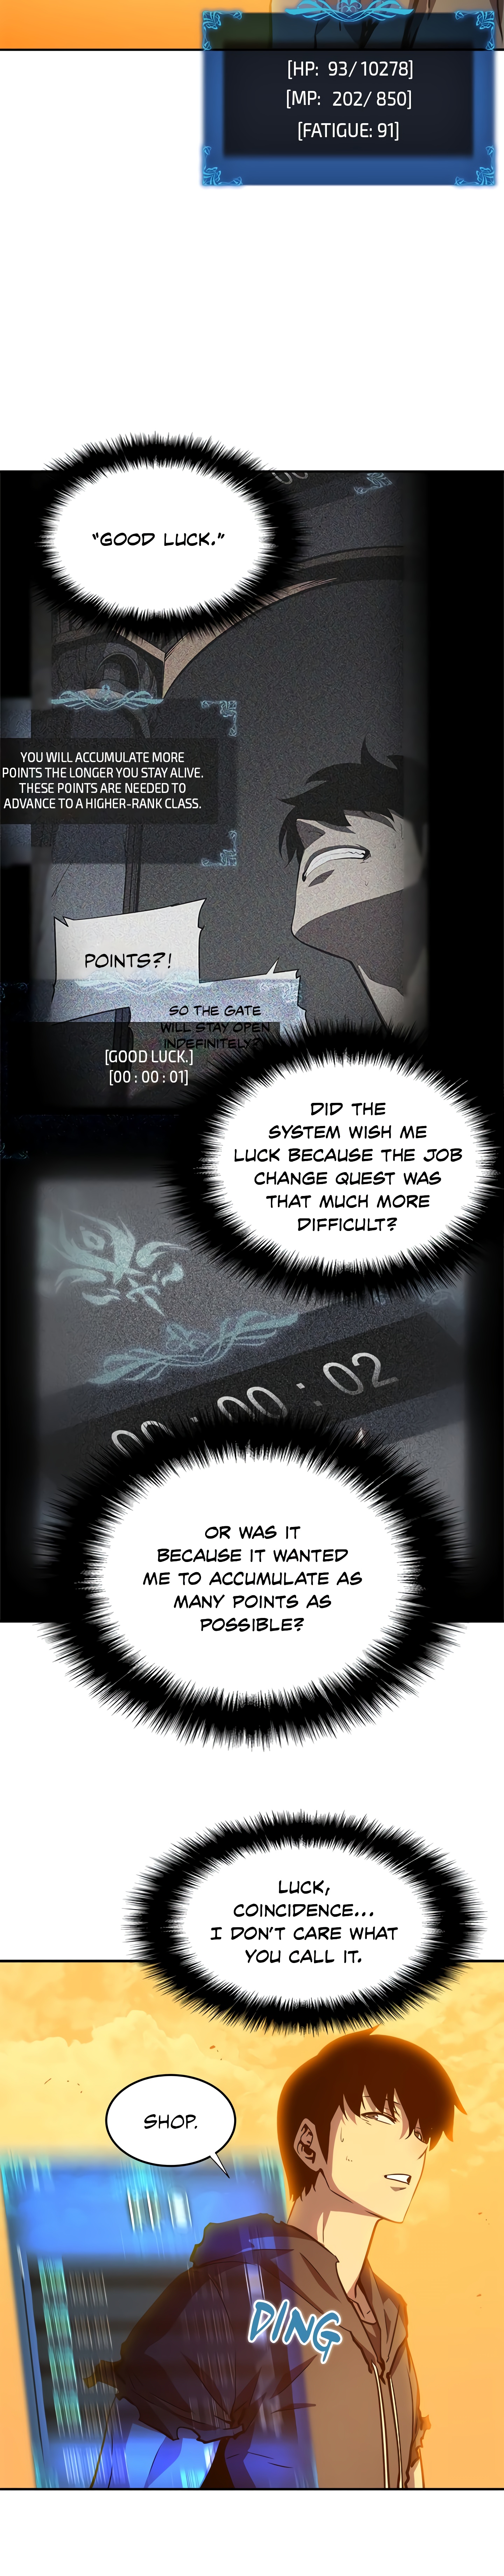 [HP: 93/ 10278]
[MP: 202/ 850]
[FATIGUE: 91]
"GOOD LUCK."
YOU WILL ACCUMULATE MORE
POINTS THE LONGER YOU STAY ALIVE.
THESE POINTS ARE NEEDED TO
ADVANCE TO A HIGHER-RANK CLASS.
POINTS?!
SO THE GATE
WILL STAY OPEN
INDEFINITELY?
[GOOD LUCK.]
[00 : 00 : 01]
DID THE
SYSTEM WISH ME
LUCK BECAUSE THE JOB
CHANGE QUEST WAS
THAT MUCH MORE
DIFFICULT?
00 : 00 : 02
OR WAS IT
BECAUSE IT WANTED
ME TO ACCUMULATE AS
MANY POINTS AS
POSSIBLE?
LUCK,
COINCIDENCE...
I DON'T CARE WHAT
YOU CALL IT.
SHOP.
DING